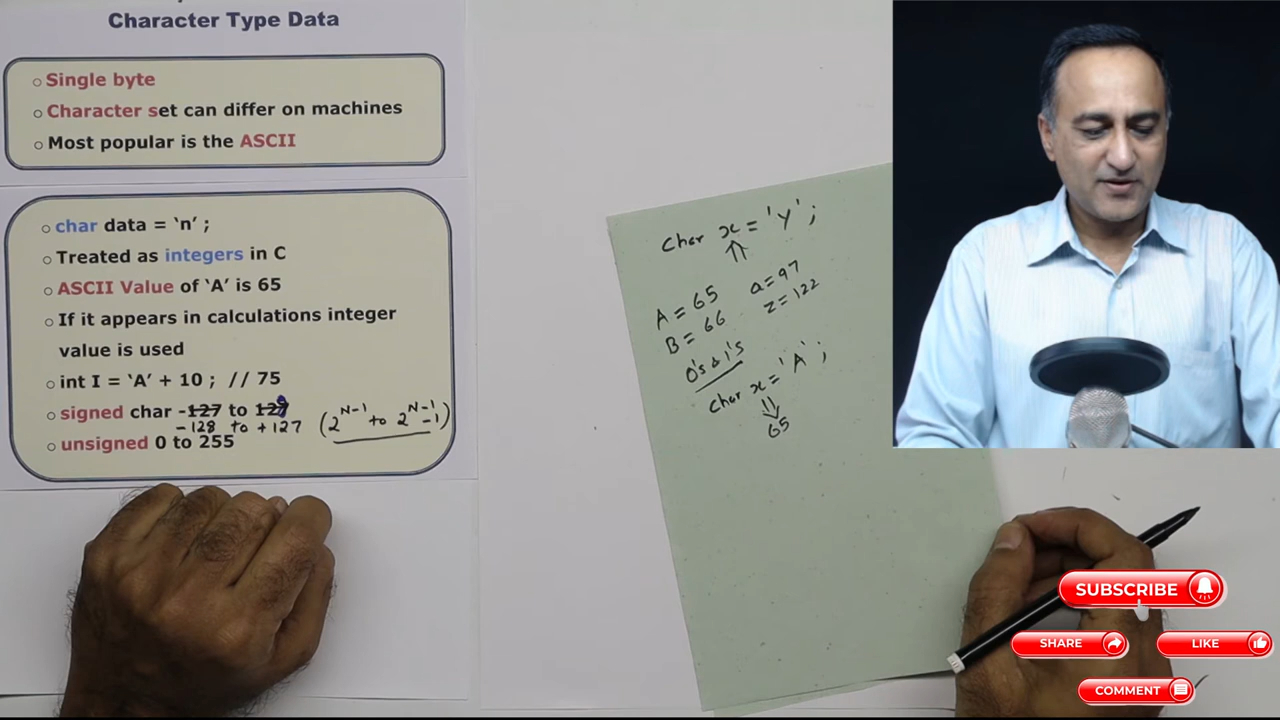 Character Type Data
Single byte
Character set can differ on machines
Most popular is the ASCII
char data = ‘n’ ;
Treated as integers in C
ASCII Value of ‘A’ is 65
If it appears in calculations integer
value is used
int I = ‘A’ + 10 ; // 75
signed char -127 to 128
-128 to +127 (2^N-1 to 2^N-1 -1)
unsigned 0 to 255
Char x = 'Y' ;
A = 65 a = 97
B = 66 z = 122
0's & 1's
Char x = 'A' ;
65
SUBSCRIBE
SHARE LIKE
COMMENT